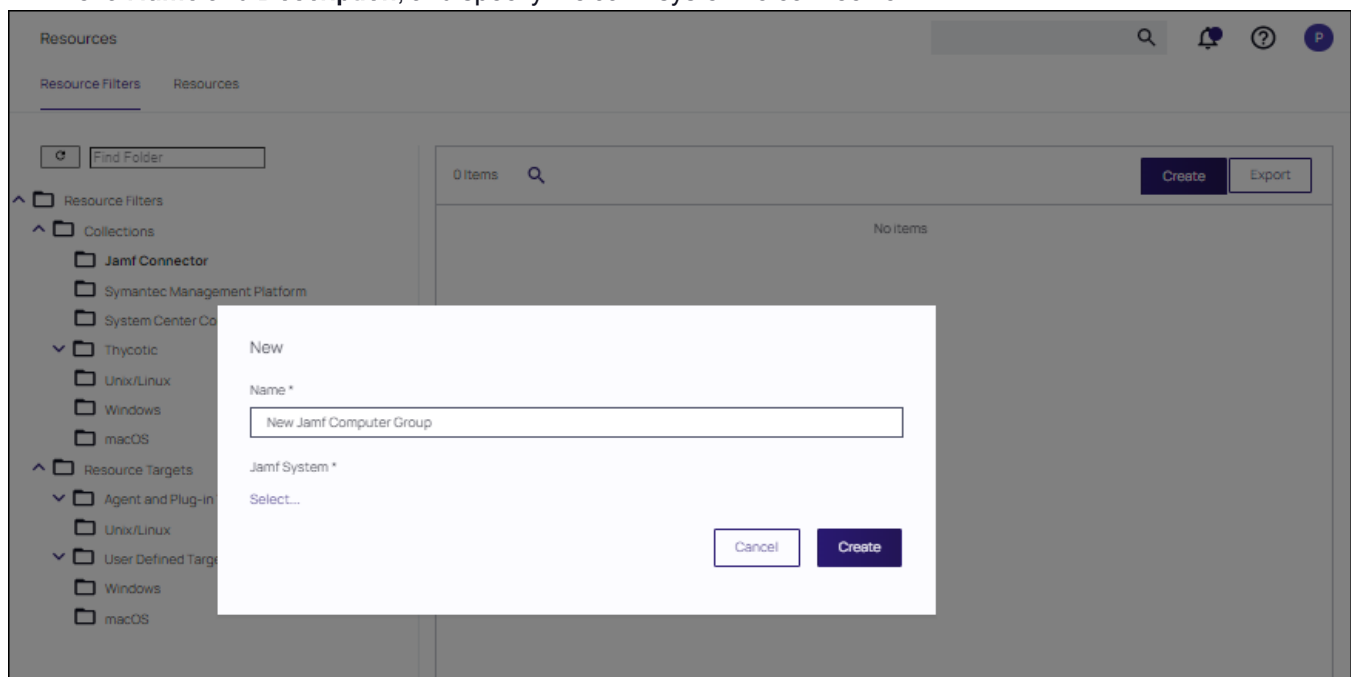 Resources
P
Resource Filters Resources
Find Folder
0 items
Create Export
Resource Filters
No items
Collections
Jamf Connector
Symantec Management Platform
System Center Co
Thycotic
Unix/Linux
Windows
macOS
Resource Targets
Agent and Plug-in
Unix/Linux
User Defined Targe
Windows
macOS
New
Name *
New Jamf Computer Group
Jamf System *
Select...
Cancel Create